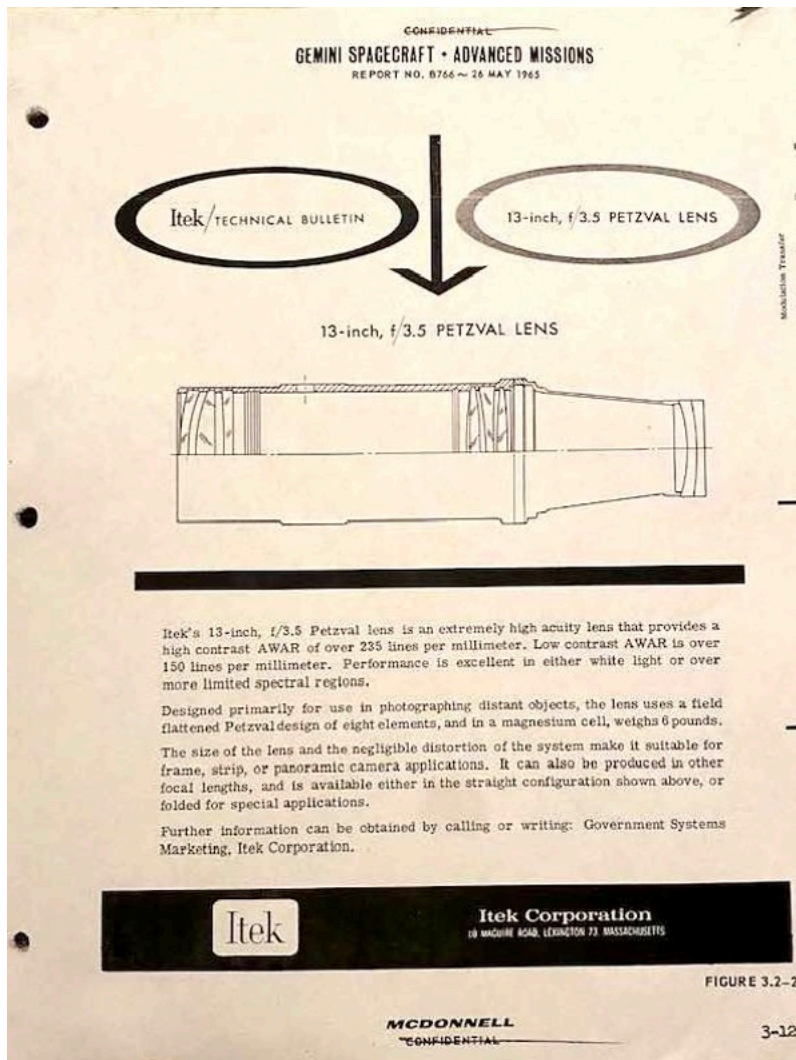 CONFIDENTIAL
GEMINI SPACECRAFT • ADVANCED MISSIONS
REPORT NO. B766 ~ 26 MAY 1965
Itek/TECHNICAL BULLETIN
13-inch, f/3.5 PETZVAL LENS
Modulation Transfer
13-inch, f/3.5 PETZVAL LENS
Itek's 13-inch, f/3.5 Petzval lens is an extremely high acuity lens that provides a
high contrast AWAR of over 235 lines per millimeter. Low contrast AWAR is over
150 lines per millimeter. Performance is excellent in either white light or over
more limited spectral regions.
Designed primarily for use in photographing distant objects, the lens uses a field
flattened Petzval design of eight elements, and in a magnesium cell, weighs 6 pounds.
The size of the lens and the negligible distortion of the system make it suitable for
frame, strip, or panoramic camera applications. It can also be produced in other
focal lengths, and is available either in the straight configuration shown above, or
folded for special applications.
Further information can be obtained by calling or writing: Government Systems
Marketing, Itek Corporation.
Itek
Itek Corporation
10 MAGUIRE ROAD, LEXINGTON 73, MASSACHUSETTS
FIGURE 3.2-2
MCDONNELL
CONFIDENTIAL
3-12